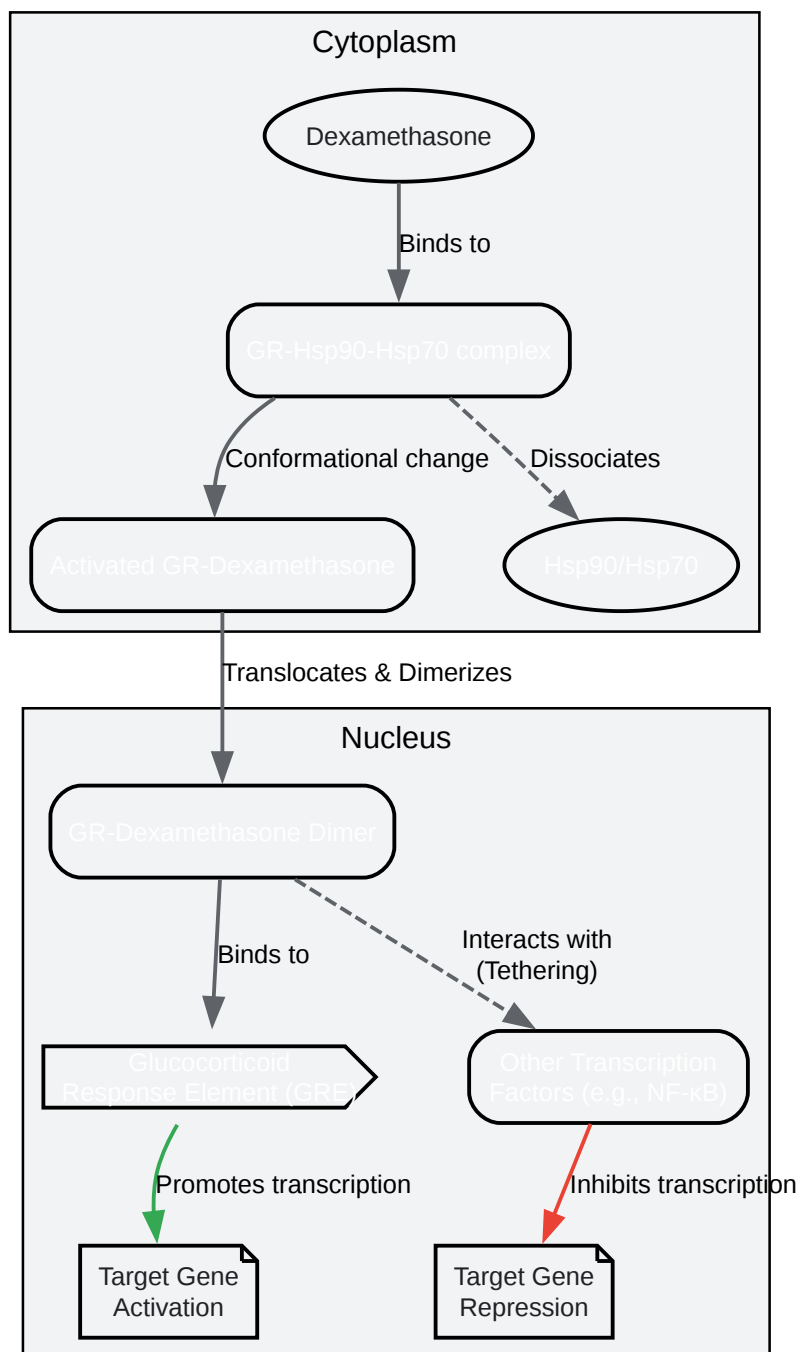 Cytoplasm
Dexamethasone
Binds to
GR-Hsp90-Hsp70 complex
Conformational change
Dissociates
Activated GR-Dexamethasone
Hsp90/Hsp70
Translocates & Dimerizes
Nucleus
GR-Dexamethasone Dimer
Binds to
Interacts with
(Tethering)
Glucocorticoid
Response Element (GRE)
Other Transcription
Factors (e.g., NF-κB)
Promotes transcription
Inhibits transcription
Target Gene
Activation
Target Gene
Repression